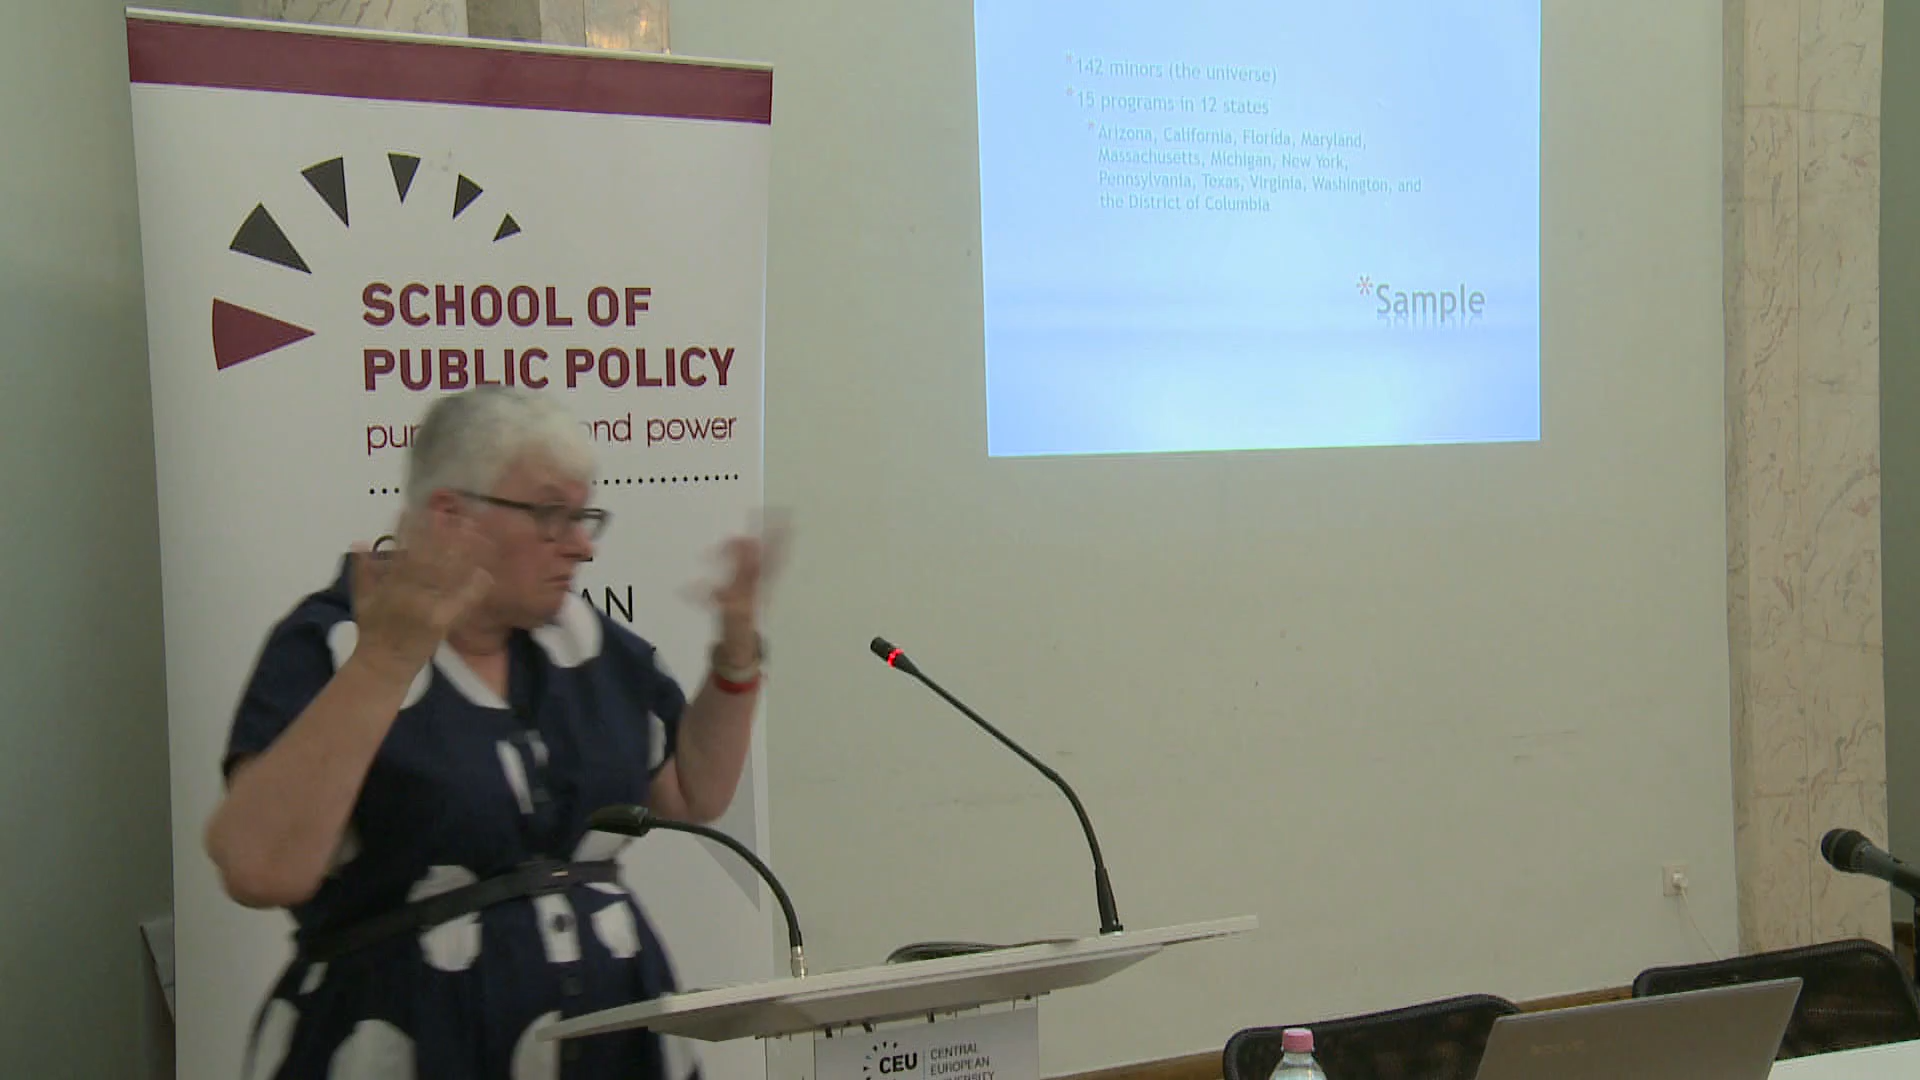 SCHOOL OF
PUBLIC POLICY
and power
AN
*142 minors (the universe)
*15 programs in 12 states
*Arizona, California, Florida, Maryland,
Massachusetts, Michigan, New York,
Pennsylvania, Texas, Virginia, Washington, and
the District of Columbia
*Sample
CEU
CENTRAL
EUROPEAN